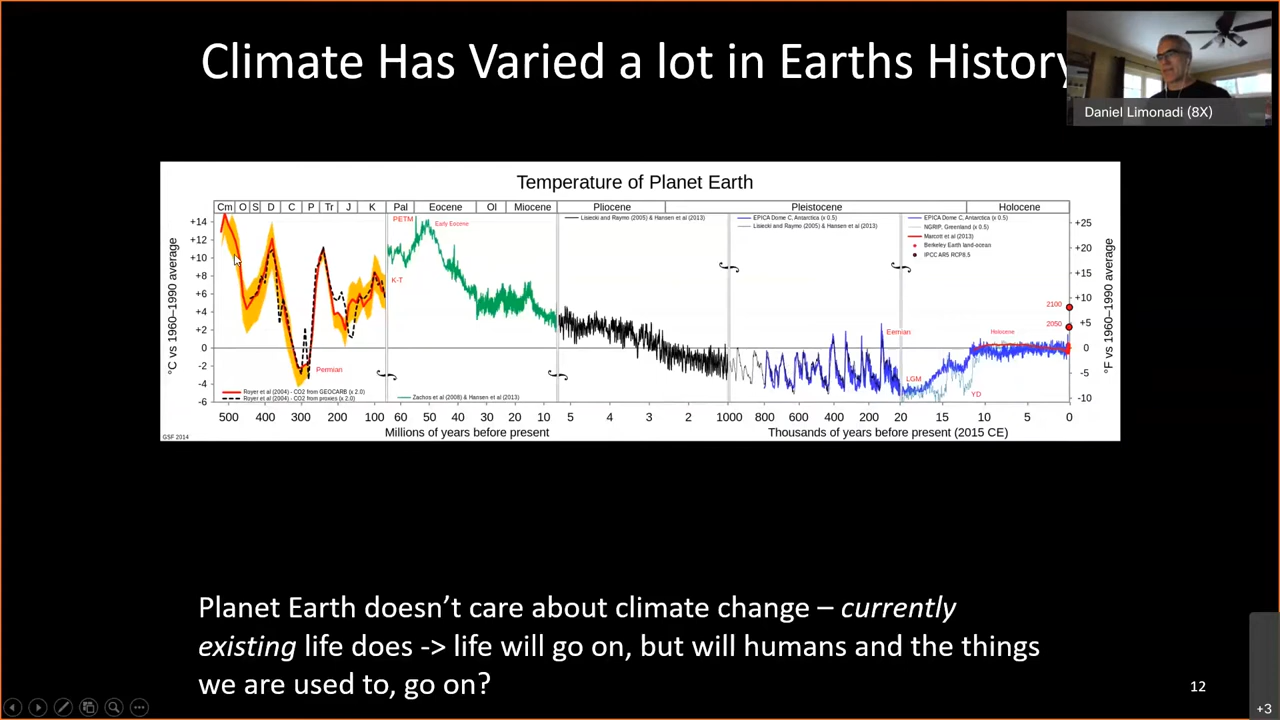 Climate Has Varied a lot in Earths History
Daniel Limonadi (8X)
Temperature of Planet Earth
Cm O S D C P Tr J K Pal Eocene Ol Miocene Pliocene Pleistocene Holocene
°C vs 1960–1990 average
+14
+12
+10
+8
+6
+4
+2
0
-2
-4
-6
PETM
Early Eocene
K-T
Permian
Royer et al (2004) - CO2 from GEOCARB (x 2.0)
Royer et al (2004) - CO2 from proxies (x 2.0)
Zachos et al (2008) & Hansen et al (2013)
Lisiecki and Raymo (2005) & Hansen et al (2013)
EPICA Dome C, Antarctica (x 0.5)
Lisiecki and Raymo (2005) & Hansen et al (2013)
EPICA Dome C, Antarctica (x 0.5)
NGRIP, Greenland (x 0.5)
Marcott et al (2013)
Berkeley Earth land-ocean
IPCC AR5 RCP8.5
Eemian
LGM
YD
Holocene
2100
2050
+25
+20
+15
+10
+5
0
-5
-10
°F vs 1960–1990 average
500 400 300 200 100 60 50 40 30 20 10 5 4 3 2 1000 800 600 400 200 20 15 10 5 0
Millions of years before present
Thousands of years before present (2015 CE)
GSF 2014
Planet Earth doesn't care about climate change – currently
existing life does -> life will go on, but will humans and the things
we are used to, go on?
12
+3